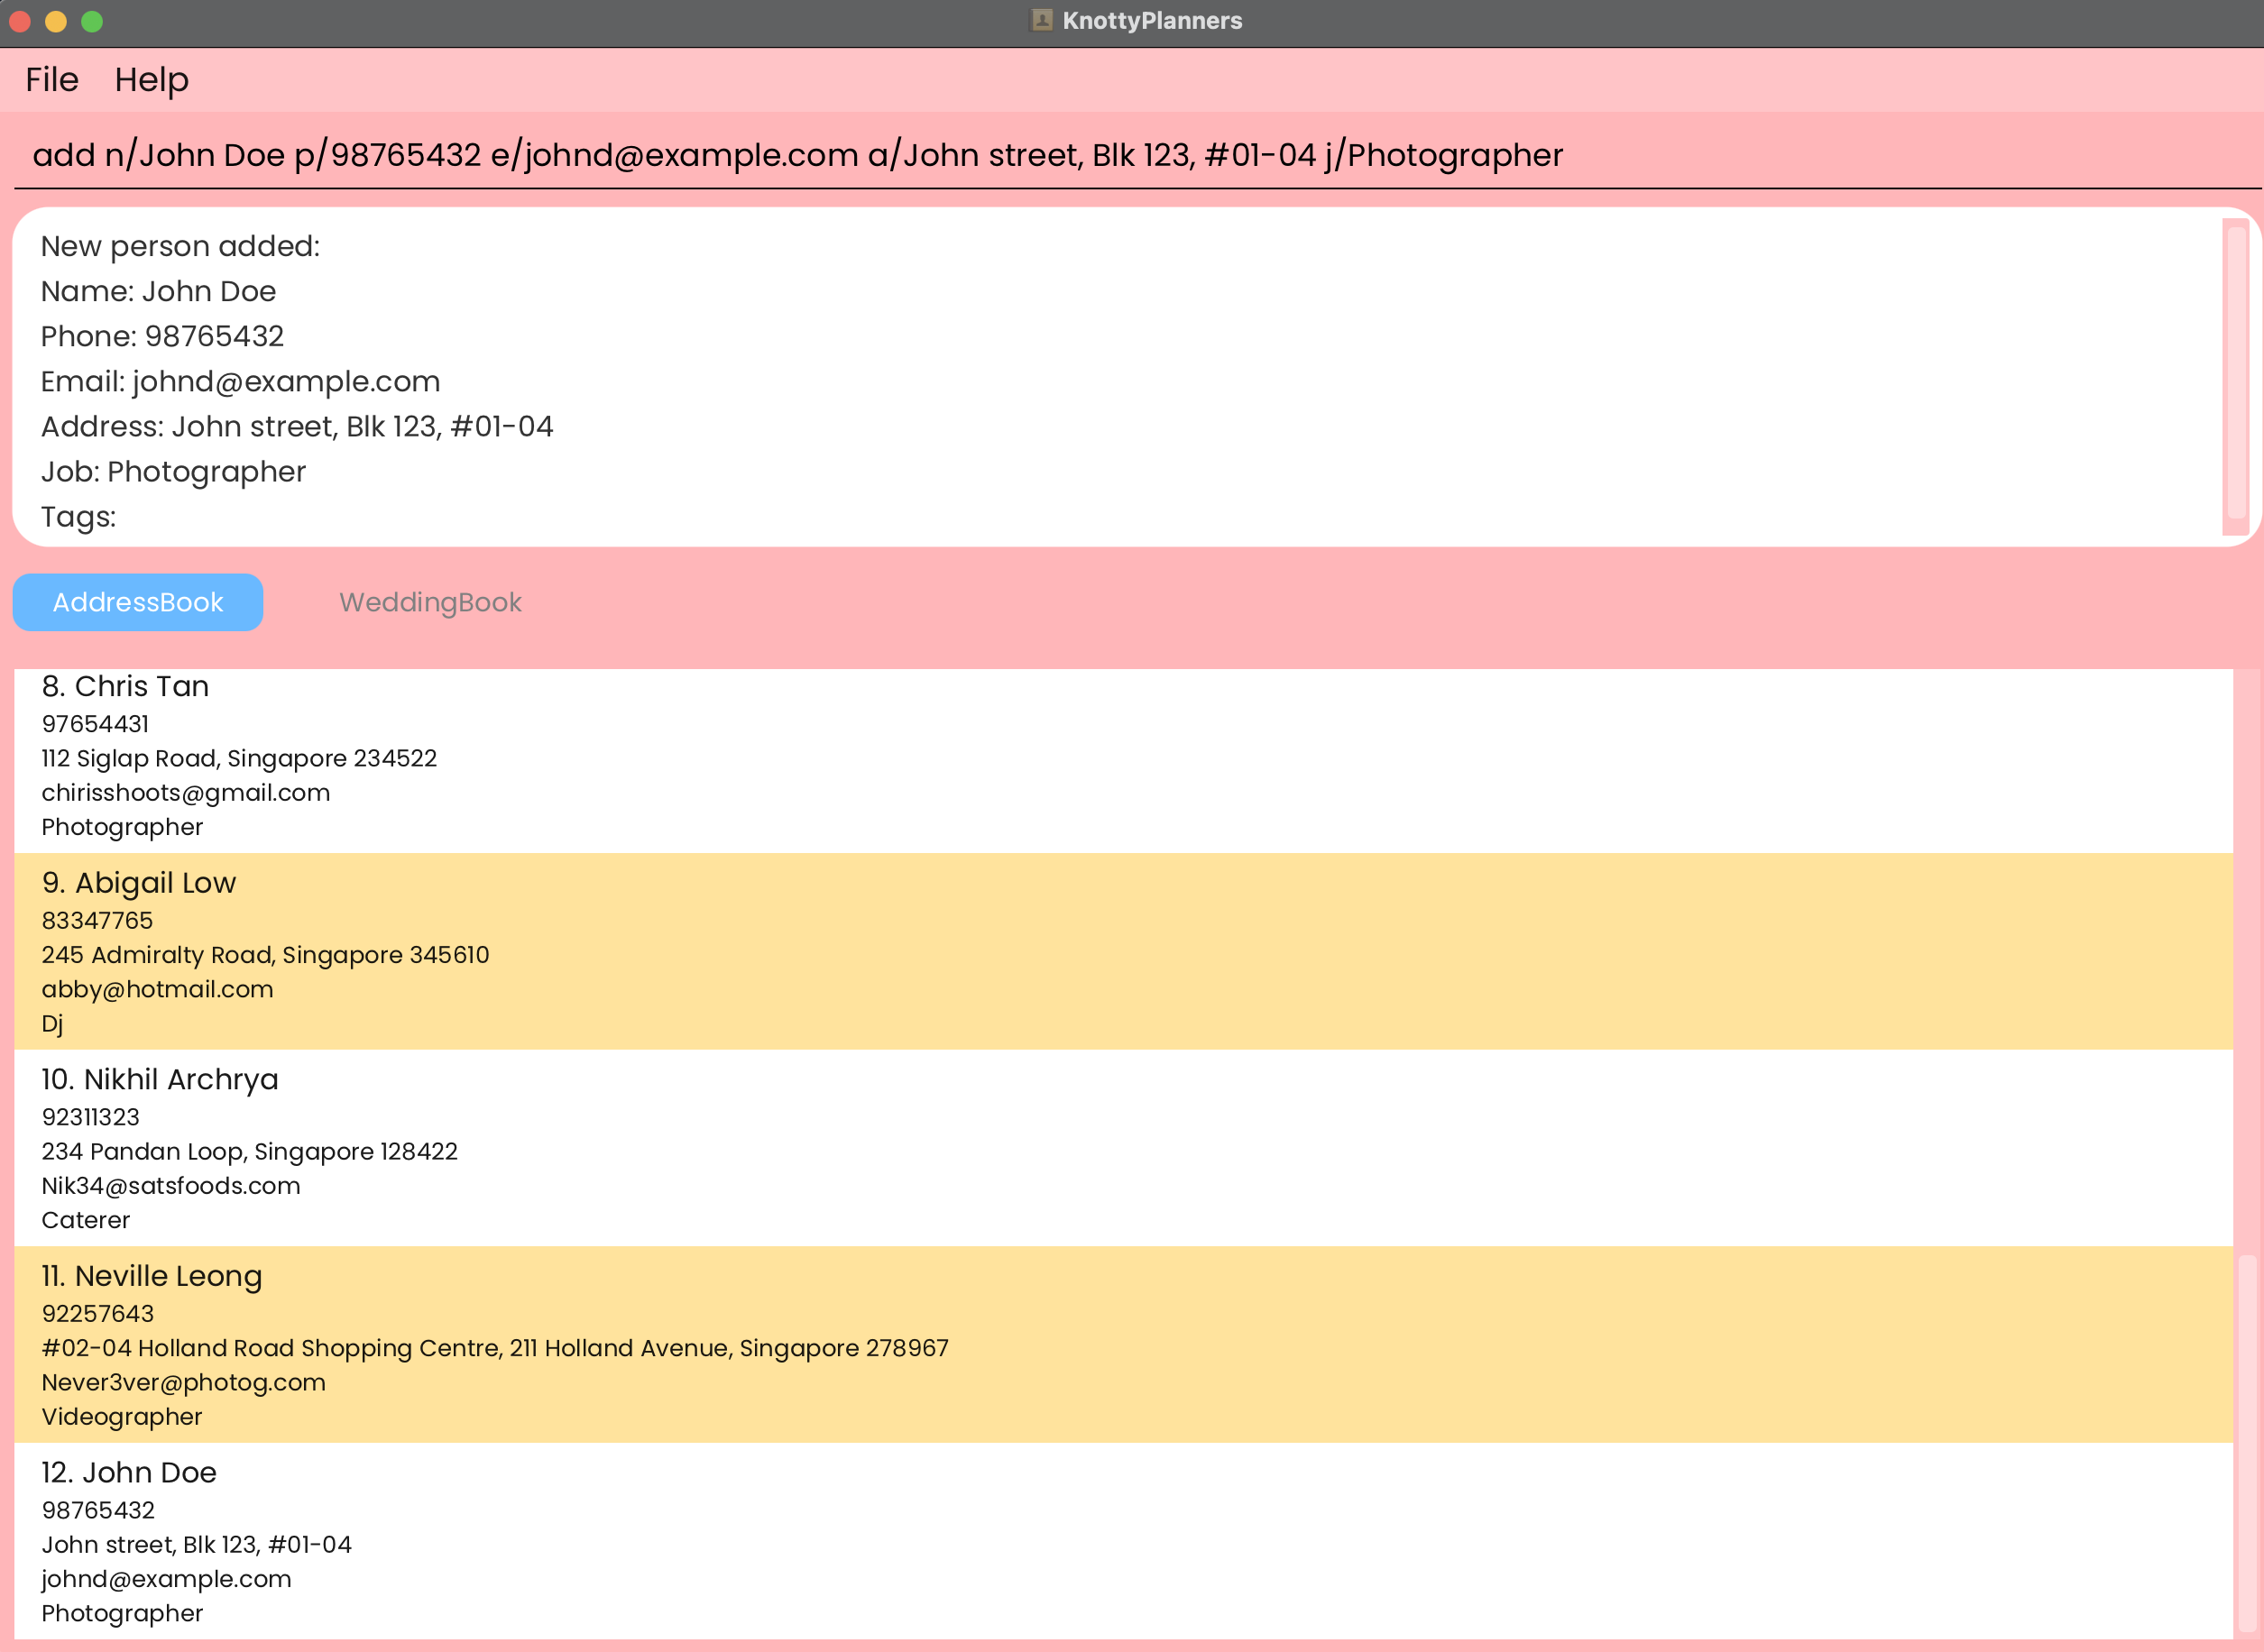 KnottyPlanners
File Help
add n/John Doe p/98765432 e/johnd@example.com a/John street, Blk 123, #01-04 j/Photographer
New person added:
Name: John Doe
Phone: 98765432
Email: johnd@example.com
Address: John street, Blk 123, #01-04
Job: Photographer
Tags:
AddressBook WeddingBook
8. Chris Tan
97654431
112 Siglap Road, Singapore 234522
chirisshoots@gmail.com
Photographer
9. Abigail Low
83347765
245 Admiralty Road, Singapore 345610
abby@hotmail.com
Dj
10. Nikhil Archrya
92311323
234 Pandan Loop, Singapore 128422
Nik34@satsfoods.com
Caterer
11. Neville Leong
92257643
#02-04 Holland Road Shopping Centre, 211 Holland Avenue, Singapore 278967
Never3ver@photog.com
Videographer
12. John Doe
98765432
John street, Blk 123, #01-04
johnd@example.com
Photographer